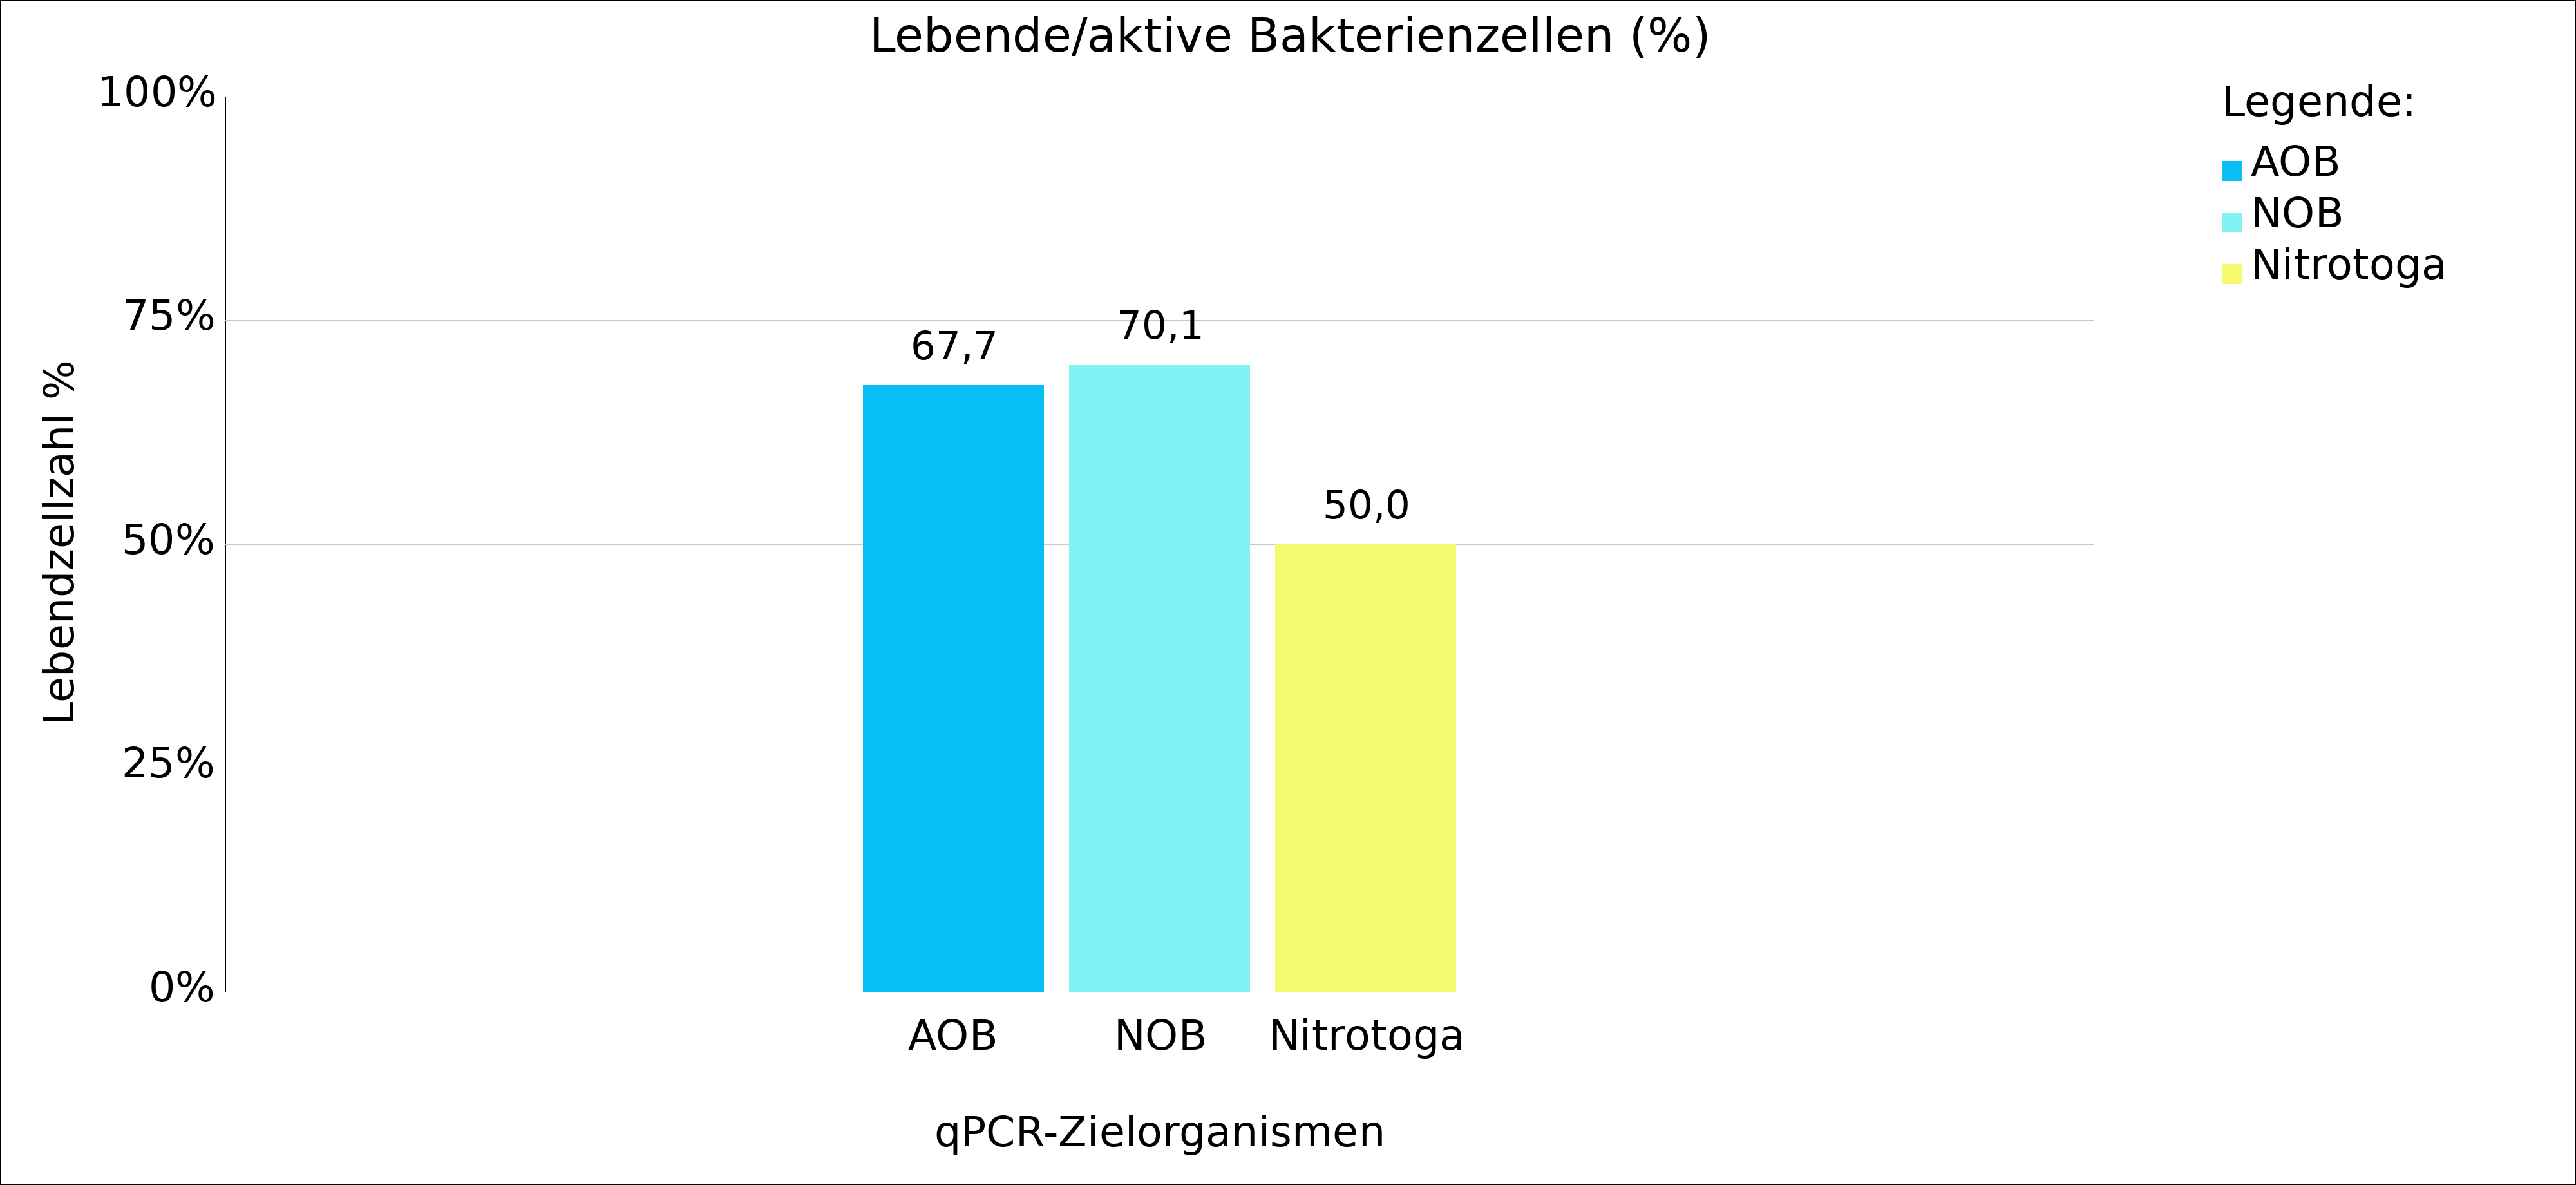 Lebende/aktive Bakterienzellen (%)
100%
75%
50%
25%
0%
Lebendzellzahl %
67,7
70,1
50,0
AOB
NOB
Nitrotoga
qPCR-Zielorganismen
Legende:
AOB
NOB
Nitrotoga